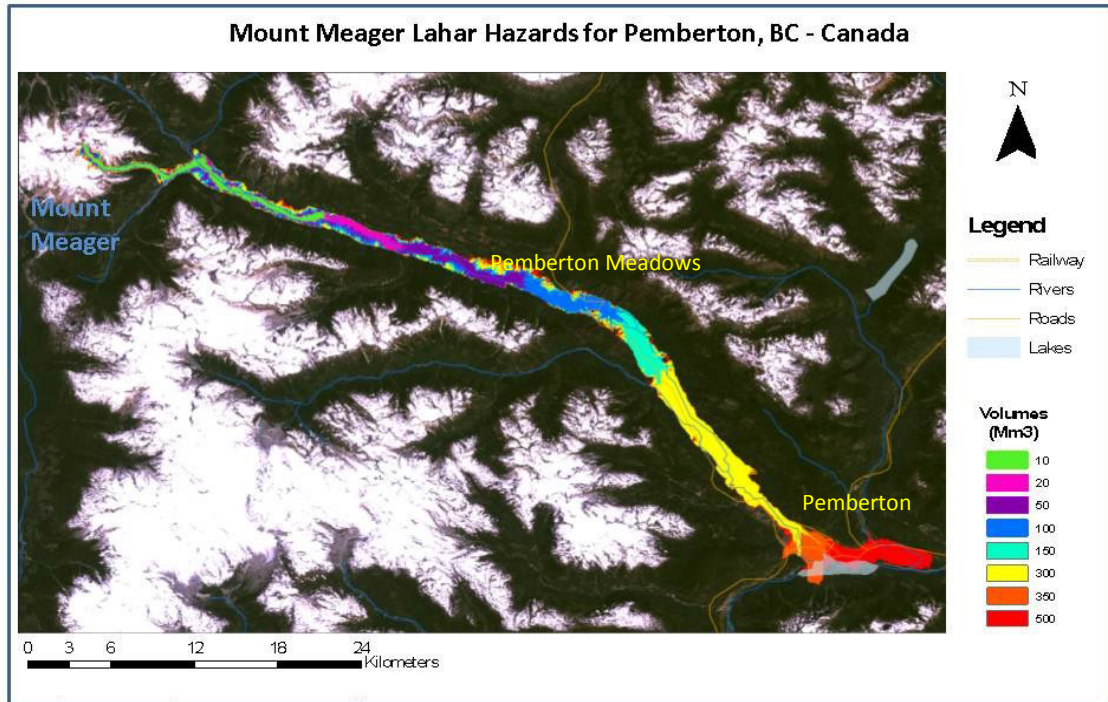 Mount Meager Lahar Hazards for Pemberton, BC - Canada
N
Mount
Meager
Pemberton Meadows
Pemberton
Legend
Railway
Rivers
Roads
Lakes
Volumes
(Mm3)
10
20
50
100
150
300
350
500
0 3 6 12 18 24
Kilometers